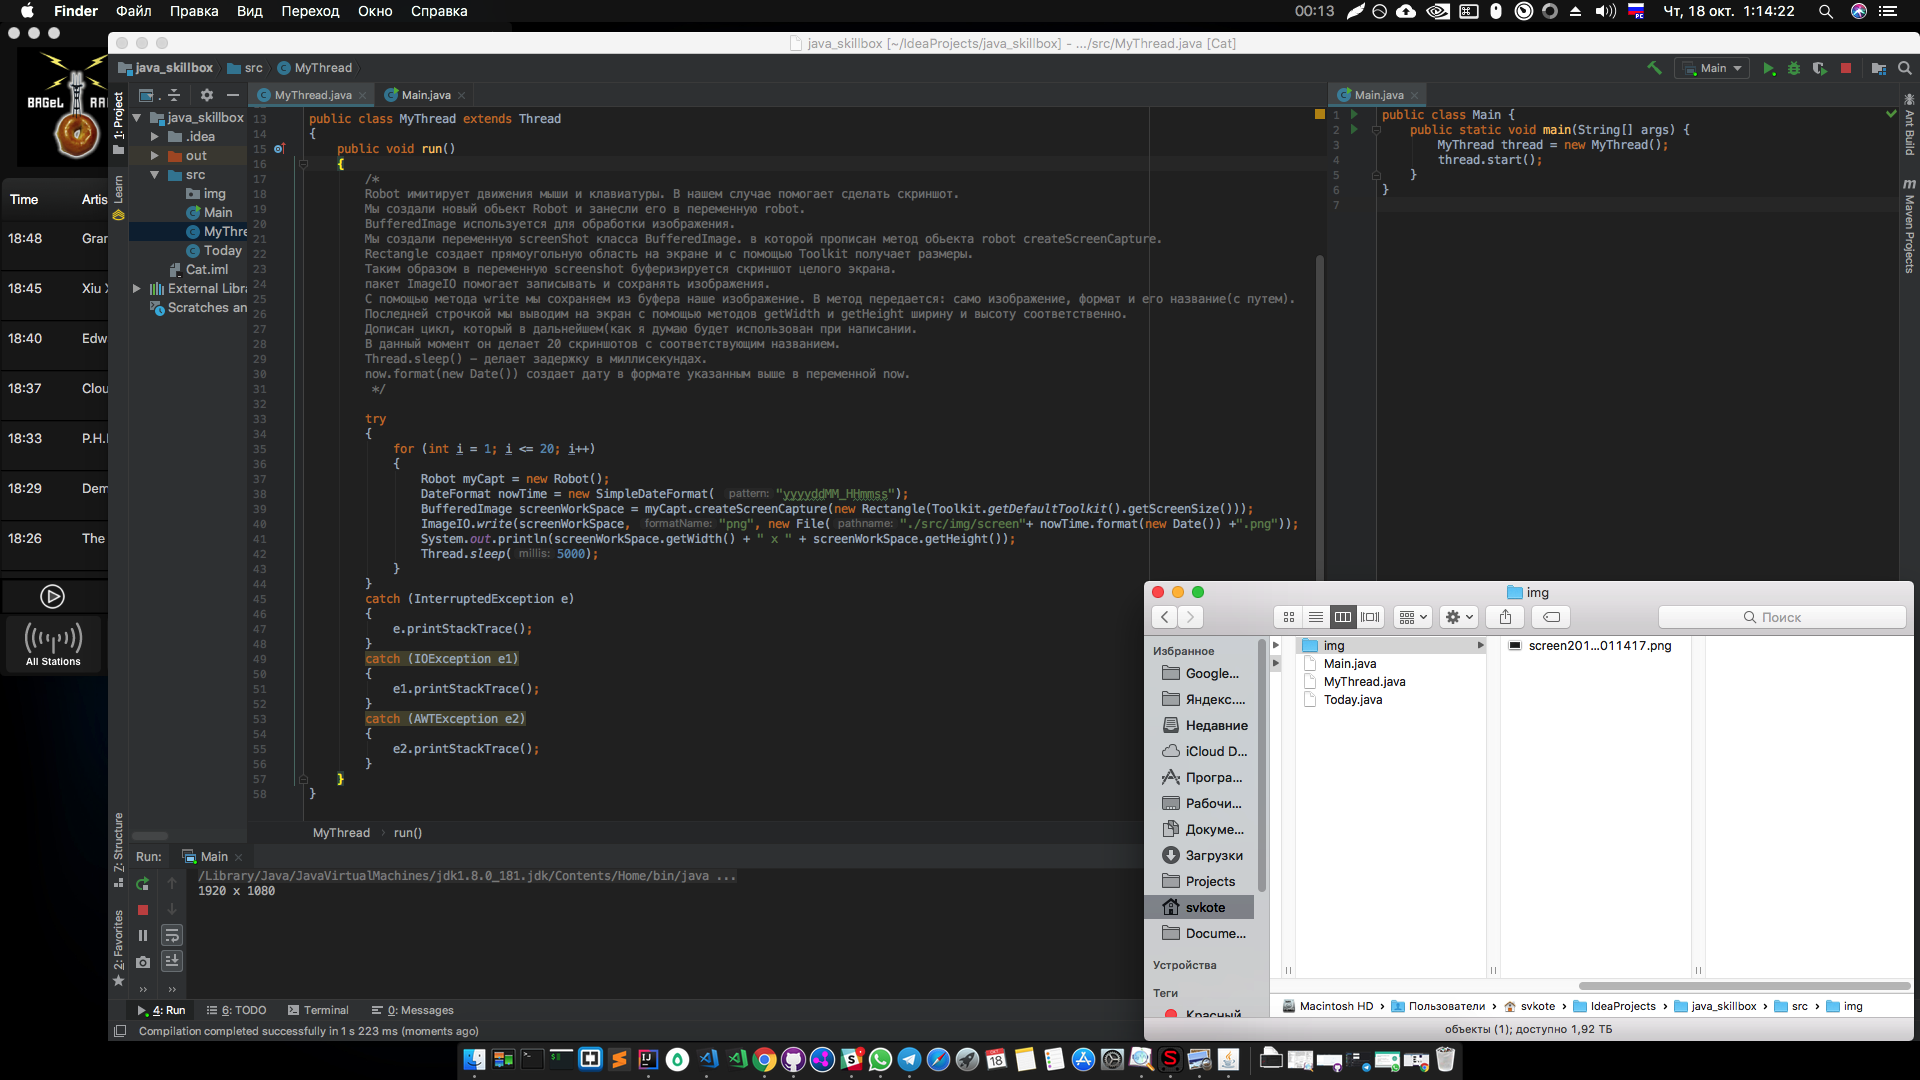 Finder Файл Правка Вид Переход Окно Справка 00:13 Чт, 18 окт. 1:14:22
java_skillbox [~/IdeaProjects/java_skillbox] - .../src/MyThread.java [Cat]
java_skillbox src MyThread Main
BAGeL
Time Artis
18:48 Gran
18:45 Xiu X
18:40 Edw
18:37 Clou
18:33 P.H.I
18:29 Dem
18:26 The
All Stations
1: Project
Learn
7: Structure
2: Favorites
java_skillbox
.idea
out
src
img
Main
MyThre
Today
Cat.iml
External Libra
Scratches an
MyThread.java Main.java
13 public class MyThread extends Thread
14 {
15 public void run()
16 {
17 /*
18 Robot имитирует движения мыши и клавиатуры. В нашем случае помогает сделать скриншот.
19 Мы создали новый обьект Robot и занесли его в переменную robot.
20 BufferedImage используется для обработки изображения.
21 Мы создали переменную screenShot класса BufferedImage. в которой прописан метод обьекта robot createScreenCapture.
22 Rectangle создает прямоугольную область на экране и с помощью Toolkit получает размеры.
23 Таким образом в переменную screenshot буферизируется скриншот целого экрана.
24 пакет ImageIO помогает записывать и сохранять изображения.
25 С помощью метода write мы сохраняем из буфера наше изображение. В метод передается: само изображение, формат и его название(с путем).
26 Последней строчкой мы выводим на экран с помощью методов getWidth и getHeight ширину и высоту соответственно.
27 Дописан цикл, который в дальнейшем(как я думаю будет использован при написании.
28 В данный момент он делает 20 скриншотов с соответствующим названием.
29 Thread.sleep() – делает задержку в миллисекундах.
30 now.format(new Date()) создает дату в формате указанным выше в переменной now.
31 */
32
33 try
34 {
35 for (int i = 1; i <= 20; i++)
36 {
37 Robot myCapt = new Robot();
38 DateFormat nowTime = new SimpleDateFormat( pattern: "yyyyddMM_HHmmss");
39 BufferedImage screenWorkSpace = myCapt.createScreenCapture(new Rectangle(Toolkit.getDefaultToolkit().getScreenSize()));
40 ImageIO.write(screenWorkSpace, formatName: "png", new File( pathname: "./src/img/screen"+ nowTime.format(new Date()) +".png"));
41 System.out.println(screenWorkSpace.getWidth() + " x " + screenWorkSpace.getHeight());
42 Thread.sleep( millis: 5000);
43 }
44 }
45 catch (InterruptedException e)
46 {
47 e.printStackTrace();
48 }
49 catch (IOException e1)
50 {
51 e1.printStackTrace();
52 }
53 catch (AWTException e2)
54 {
55 e2.printStackTrace();
56 }
57 }
58 }
MyThread run()
Main.java
1 public class Main {
2 public static void main(String[] args) {
3 MyThread thread = new MyThread();
4 thread.start();
5 }
6 }
7
Ant Build
Maven Projects
Run: Main
/Library/Java/JavaVirtualMachines/jdk1.8.0_181.jdk/Contents/Home/bin/java ...
1920 x 1080
4: Run 6: TODO Terminal 0: Messages
Compilation completed successfully in 1 s 223 ms (moments ago)
img
Поиск
Избранное
Google...
Яндекс....
Недавние
iCloud D...
Програ...
Рабочи...
Докуме...
Загрузки
Projects
svkote
Docume...
Устройства
Теги
Красный
img
Main.java
MyThread.java
Today.java
screen201...011417.png
Macintosh HD Пользователи svkote IdeaProjects java_skillbox src img
объекты (1); доступно 1,92 ТБ
18